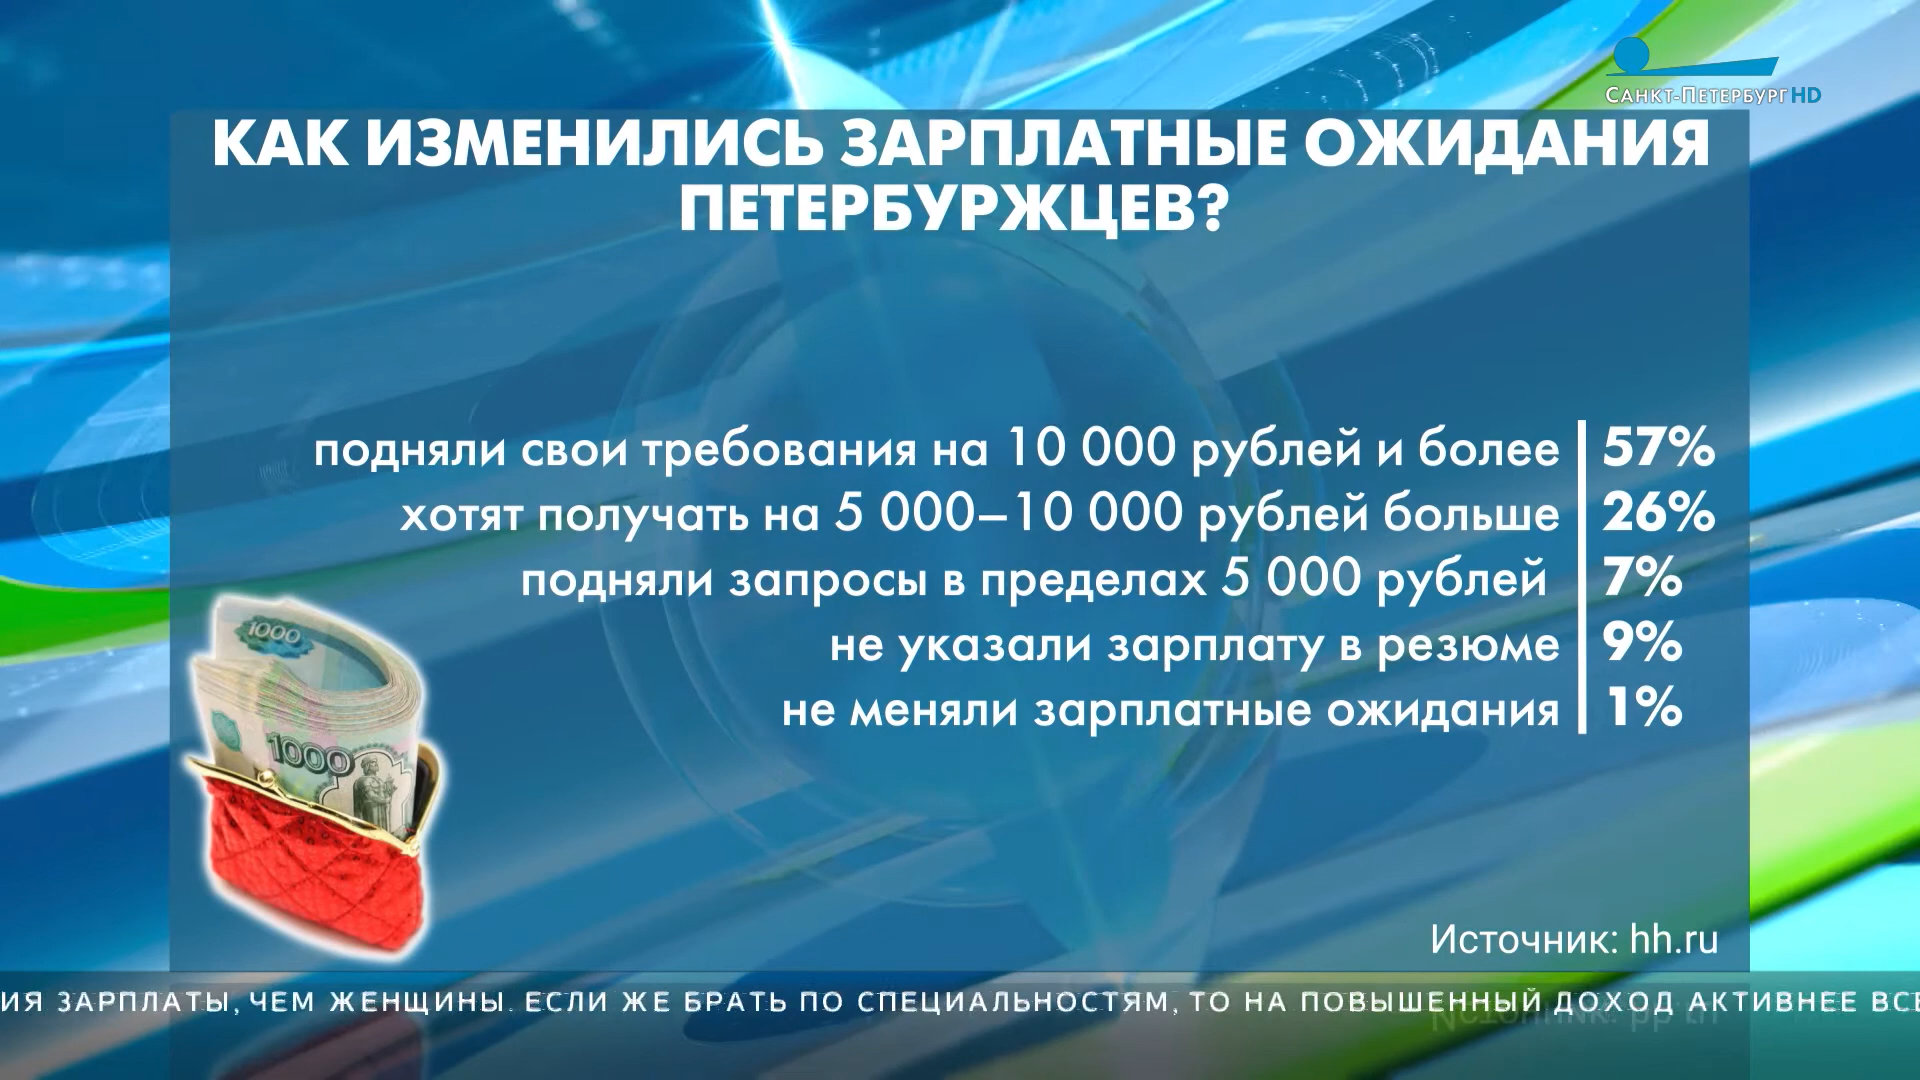 САНКТ-ПЕТЕРБУРГ HD
КАК ИЗМЕНИЛИСЬ ЗАРПЛАТНЫЕ ОЖИДАНИЯ
ПЕТЕРБУРЖЦЕВ?
подняли свои требования на 10 000 рублей и более 57%
хотят получать на 5 000–10 000 рублей больше 26%
подняли запросы в пределах 5 000 рублей 7%
не указали зарплату в резюме 9%
не меняли зарплатные ожидания 1%
1000
1000
Источник: hh.ru
ИЯ ЗАРПЛАТЫ, ЧЕМ ЖЕНЩИНЫ. ЕСЛИ ЖЕ БРАТЬ ПО СПЕЦИАЛЬНОСТЯМ, ТО НА ПОВЫШЕННЫЙ ДОХОД АКТИВНЕЕ ВСЕ